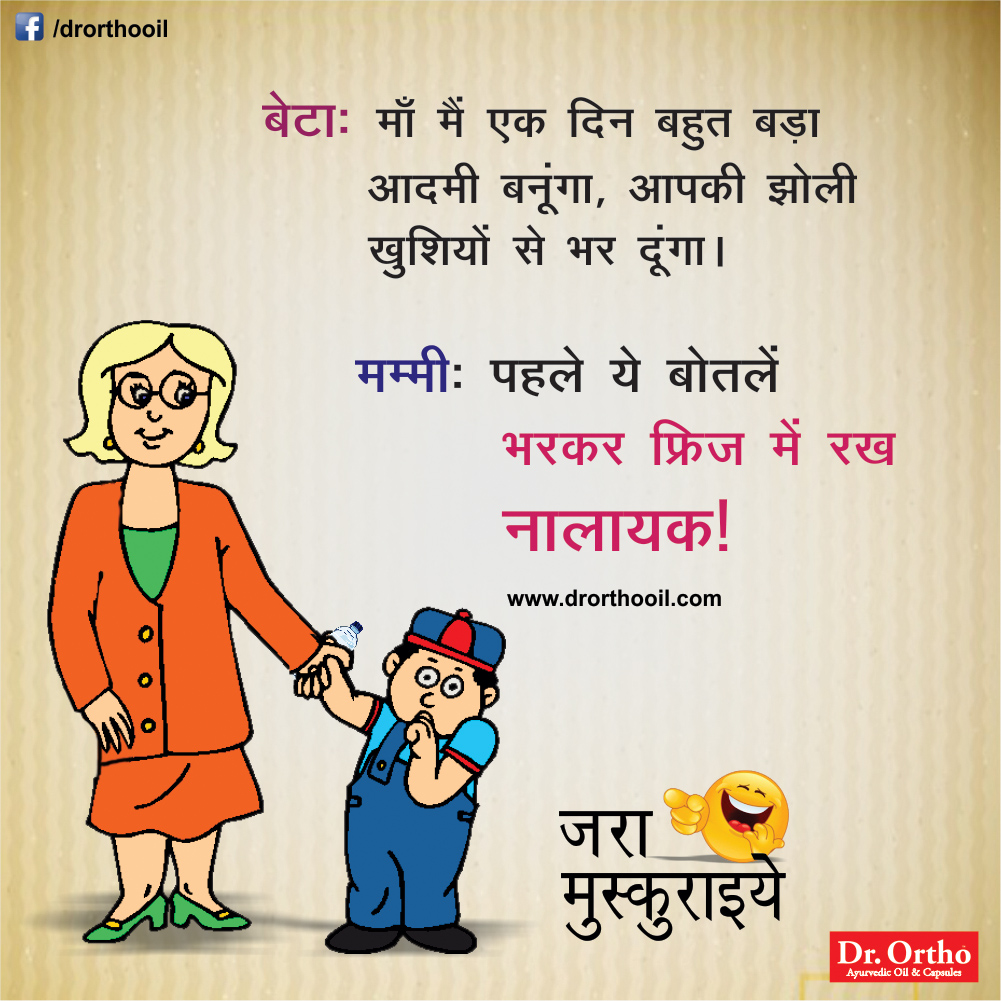 /drorthooil
बेटाः माँ मैं एक दिन बहुत बड़ा
आदमी बनूंगा, आपकी झोली
खुशियों से भर दूंगा।
मम्मीः पहले ये बोतलें
भरकर फ्रिज में रख
नालायक!
www.drorthooil.com
जरा
मुस्कुराइये
Dr. Ortho
Ayurvedic Oil & Capsules